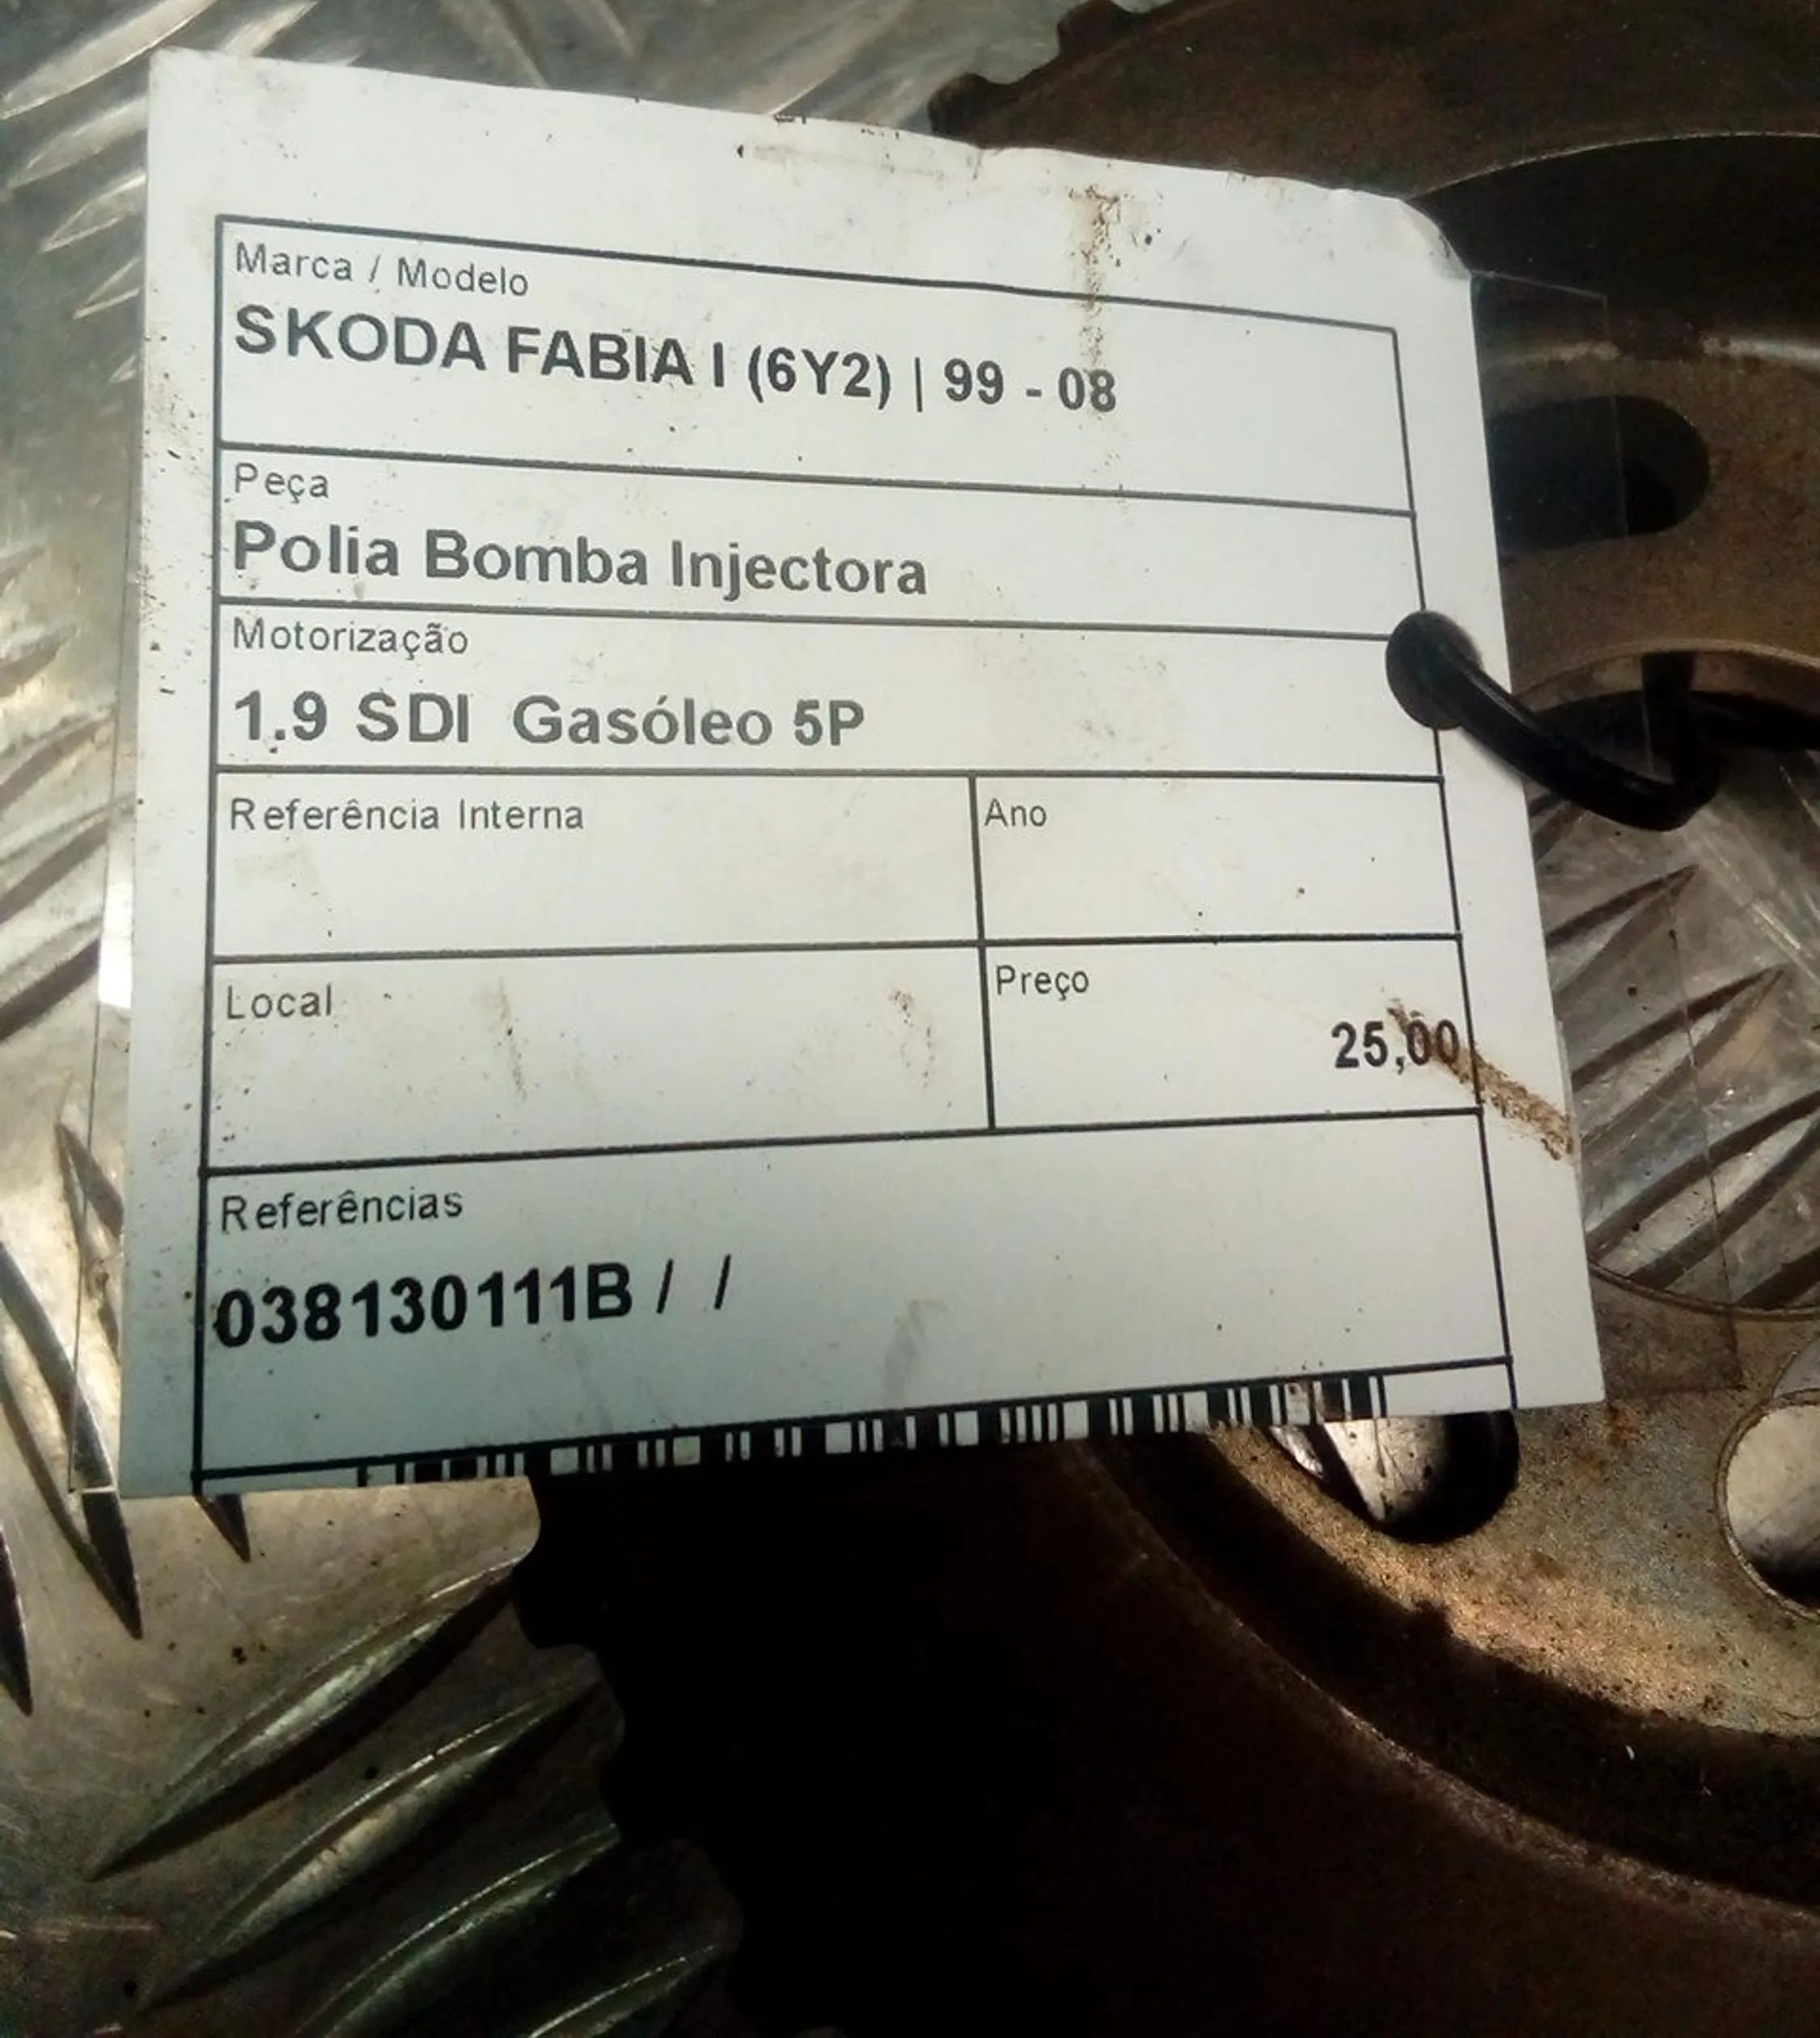 Marca / Modelo
SKODA FABIA I (6Y2) | 99 - 08
Peça
Polia Bomba Injectora
Motorização
1.9 SDI  Gasóleo 5P
Referência Interna
Ano
Local
Preço
25,00
Referências
038130111B /  /